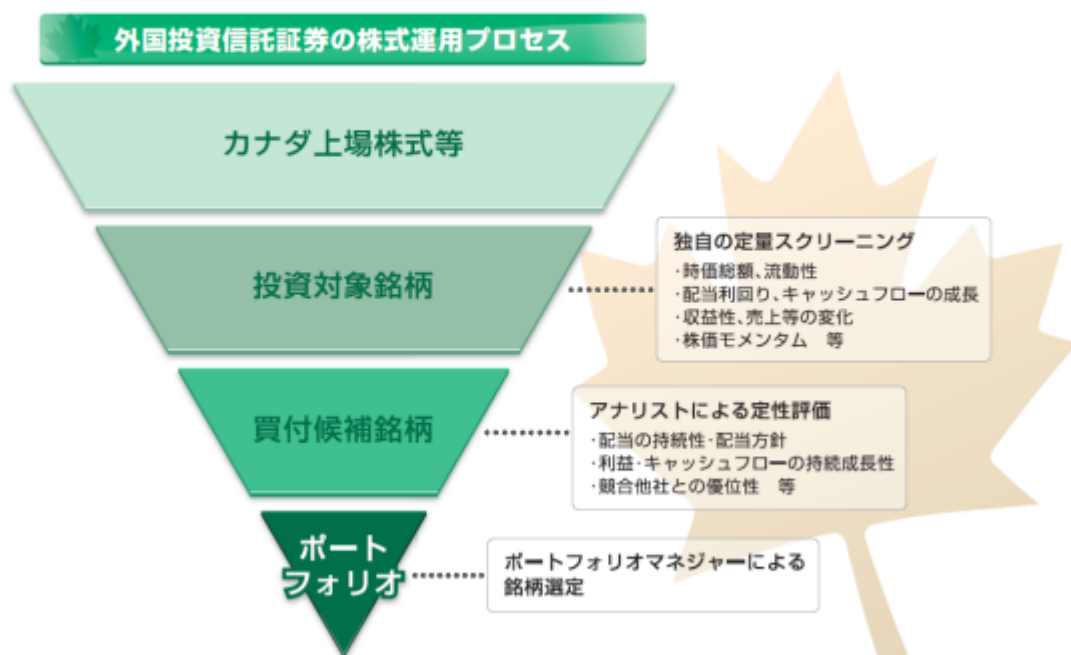 外国投資信託証券の株式運用プロセス
カナダ上場株式等
投資対象銘柄
独自の定量スクリーニング
・時価総額、流動性
・配当利回り、キャッシュフローの成長
・収益性、売上等の変化
・株価モメンタム　等
買付候補銘柄
アナリストによる定性評価
・配当の持続性・配当方針
・利益・キャッシュフローの持続成長性
・競合他社との優位性　等
ポート
フォリオ
ポートフォリオマネジャーによる
銘柄選定